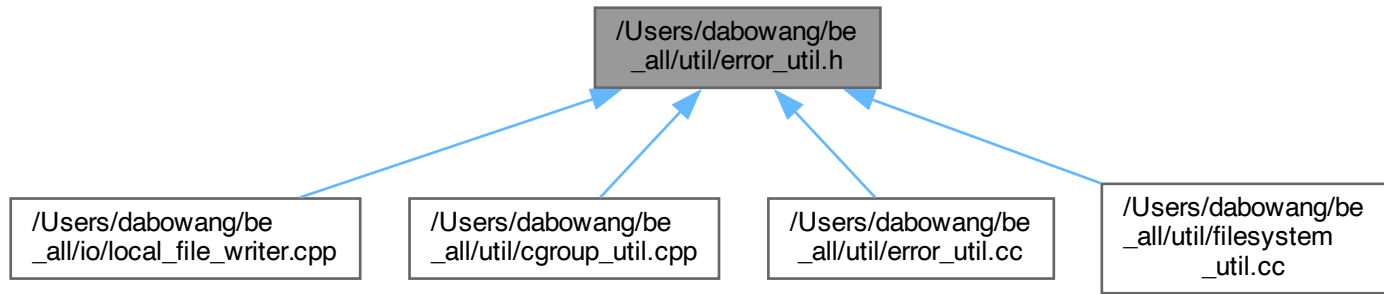 /Users/dabowang/be
_all/util/error_util.h
/Users/dabowang/be
_all/io/local_file_writer.cpp
/Users/dabowang/be
_all/util/cgroup_util.cpp
/Users/dabowang/be
_all/util/error_util.cc
/Users/dabowang/be
_all/util/filesystem
_util.cc